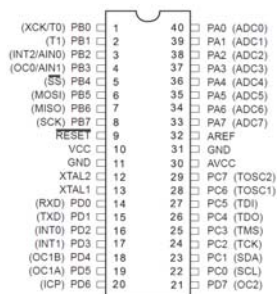 (XCK/T0) PB0 1 40 PA0 (ADC0)
(T1) PB1 2 39 PA1 (ADC1)
(INT2/AIN0) PB2 3 38 PA2 (ADC2)
(OC0/AIN1) PB3 4 37 PA3 (ADC3)
(SS) PB4 5 36 PA4 (ADC4)
(MOSI) PB5 6 35 PA5 (ADC5)
(MISO) PB6 7 34 PA6 (ADC6)
(SCK) PB7 8 33 PA7 (ADC7)
RESET 9 32 AREF
VCC 10 31 GND
GND 11 30 AVCC
XTAL2 12 29 PC7 (TOSC2)
XTAL1 13 28 PC6 (TOSC1)
(RXD) PD0 14 27 PC5 (TDI)
(TXD) PD1 15 26 PC4 (TDO)
(INT0) PD2 16 25 PC3 (TMS)
(INT1) PD3 17 24 PC2 (TCK)
(OC1B) PD4 18 23 PC1 (SDA)
(OC1A) PD5 19 22 PC0 (SCL)
(ICP) PD6 20 21 PD7 (OC2)